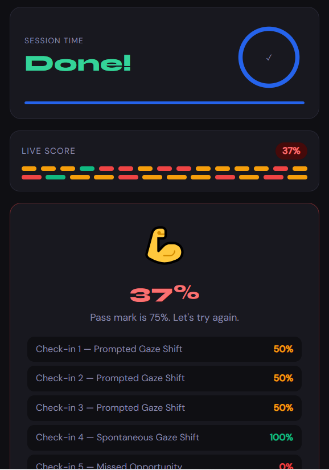 SESSION TIME
Done!
✓
LIVE SCORE
37%
37%
Pass mark is 75%. Let's try again.
Check-in 1 — Prompted Gaze Shift
50%
Check-in 2 — Prompted Gaze Shift
50%
Check-in 3 — Prompted Gaze Shift
50%
Check-in 4 — Spontaneous Gaze Shift
100%
Check-in 5 — Missed Opportunity
0%